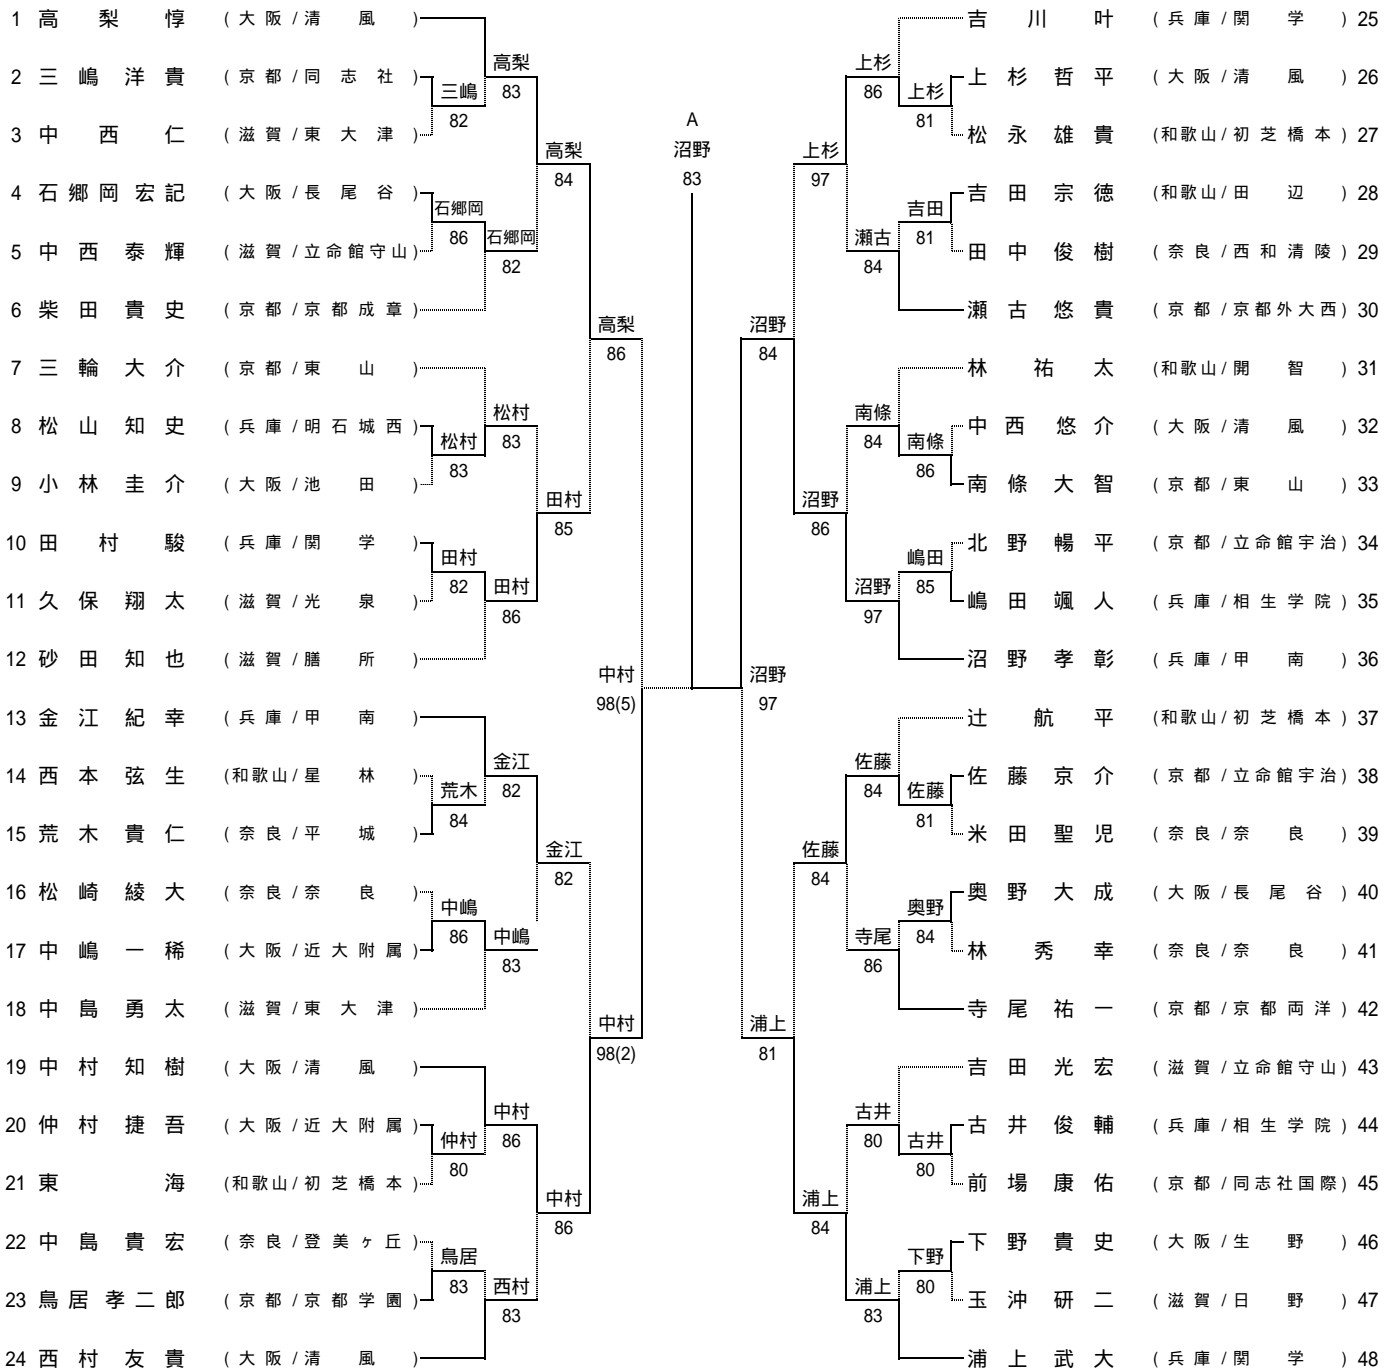 1 高梨惇 (大阪/清風)
2 三嶋洋貴 (京都/同志社)
3 中西仁 (滋賀/東大津)
4 石郷岡宏記 (大阪/長尾谷)
5 中西泰輝 (滋賀/立命館守山)
6 柴田貴史 (京都/京都成章)
7 三輪大介 (京都/東山)
8 松山知史 (兵庫/明石城西)
9 小林圭介 (大阪/池田)
10 田村駿 (兵庫/関学)
11 久保翔太 (滋賀/光泉)
12 砂田知也 (滋賀/膳所)
13 金江紀幸 (兵庫/甲南)
14 西本弦生 (和歌山/星林)
15 荒木貴仁 (奈良/平城)
16 松崎綾大 (奈良/奈良)
17 中嶋一稀 (大阪/近大附属)
18 中島勇太 (滋賀/東大津)
19 中村知樹 (大阪/清風)
20 仲村捷吾 (大阪/近大附属)
21 東海 (和歌山/初芝橋本)
22 中島貴宏 (奈良/登美ヶ丘)
23 鳥居孝二郎 (京都/京都学園)
24 西村友貴 (大阪/清風)
三嶋
82
石郷岡
86
松村
83
田村
82
荒木
84
中嶋
86
仲村
80
鳥居
83
高梨
83
石郷岡
82
松村
83
田村
86
金江
82
中嶋
83
中村
86
西村
83
高梨
84
田村
85
金江
82
中村
86
高梨
86
中村
98(2)
中村
98(5)
A
沼野
83
沼野
97
沼野
84
浦上
81
上杉
97
沼野
86
佐藤
84
浦上
84
上杉
86
瀬古
84
南條
84
沼野
97
佐藤
84
寺尾
86
古井
80
浦上
83
上杉
81
吉田
81
南條
86
嶋田
85
佐藤
81
奥野
84
古井
80
下野
80
吉川叶 (兵庫/関学) 25
上杉哲平 (大阪/清風) 26
松永雄貴 (和歌山/初芝橋本) 27
吉田宗徳 (和歌山/田辺) 28
田中俊樹 (奈良/西和清陵) 29
瀬古悠貴 (京都/京都外大西) 30
林祐太 (和歌山/開智) 31
中西悠介 (大阪/清風) 32
南條大智 (京都/東山) 33
北野暢平 (京都/立命館宇治) 34
嶋田颯人 (兵庫/相生学院) 35
沼野孝彰 (兵庫/甲南) 36
辻航平 (和歌山/初芝橋本) 37
佐藤京介 (京都/立命館宇治) 38
米田聖児 (奈良/奈良) 39
奥野大成 (大阪/長尾谷) 40
林秀幸 (奈良/奈良) 41
寺尾祐一 (京都/京都両洋) 42
吉田光宏 (滋賀/立命館守山) 43
古井俊輔 (兵庫/相生学院) 44
前場康佑 (京都/同志社国際) 45
下野貴史 (大阪/生野) 46
玉沖研二 (滋賀/日野) 47
浦上武大 (兵庫/関学) 48